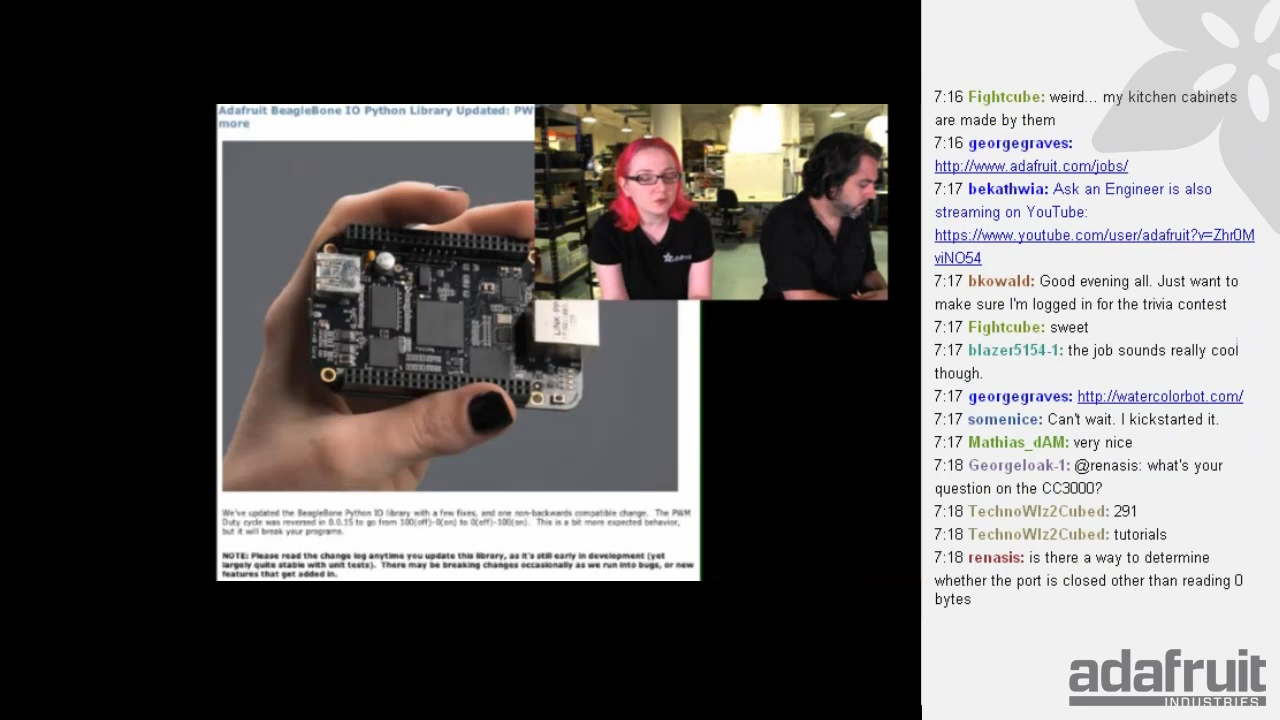 Adafruit BeagleBone IO Python Library Updated: PW
more
adafruit
LINK
We've updated the BeagleBone Python IO library with a few fixes, and one non-backwards compatible change. The PWM
Duty cycle was reversed in 0.0.15 to go from 100(off)-0(on) to 0(off)-100(on). This is a bit more expected behavior,
but it will break your programs.
NOTE: Please read the change log anytime you update this library, as it's still early in development (yet
largely quite stable with unit tests). There may be breaking changes occasionally as we run into bugs, or new
features that get added in.
7:16 Fightcube: weird... my kitchen cabinets
are made by them
7:16 georgegraves:
http://www.adafruit.com/jobs/
7:17 bekathwia: Ask an Engineer is also
streaming on YouTube:
https://www.youtube.com/user/adafruit?v=Zhr0M
viNO54
7:17 bkowald: Good evening all. Just want to
make sure I'm logged in for the trivia contest
7:17 Fightcube: sweet
7:17 blazer5154-1: the job sounds really cool
though.
7:17 georgegraves: http://watercolorbot.com/
7:17 somenice: Can't wait. I kickstarted it.
7:17 Mathias_dAM: very nice
7:18 Georgeloak-1: @renasis: what's your
question on the CC3000?
7:18 TechnoWIz2Cubed: 291
7:18 TechnoWIz2Cubed: tutorials
7:18 renasis: is there a way to determine
whether the port is closed other than reading 0
bytes
adafruit
INDUSTRIES